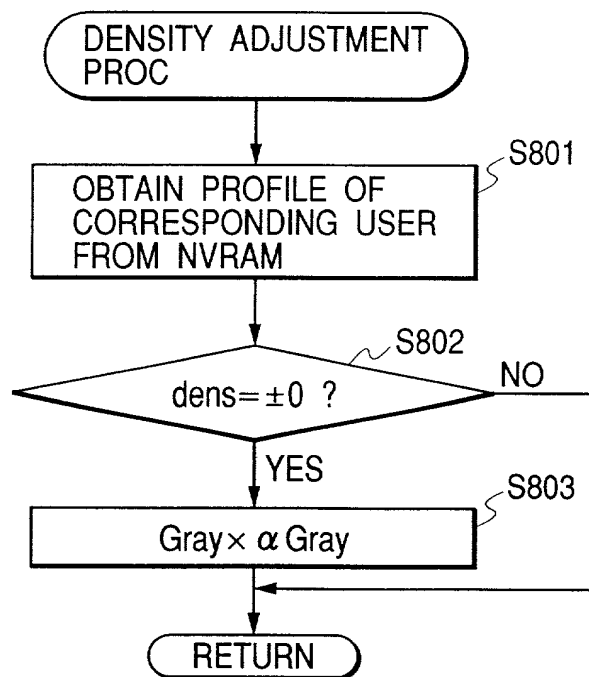 DENSITY ADJUSTMENT
PROC
S801
OBTAIN PROFILE OF
CORRESPONDING USER
FROM NVRAM
S802
dens=±0 ?
NO
YES
S803
Gray× α Gray
RETURN